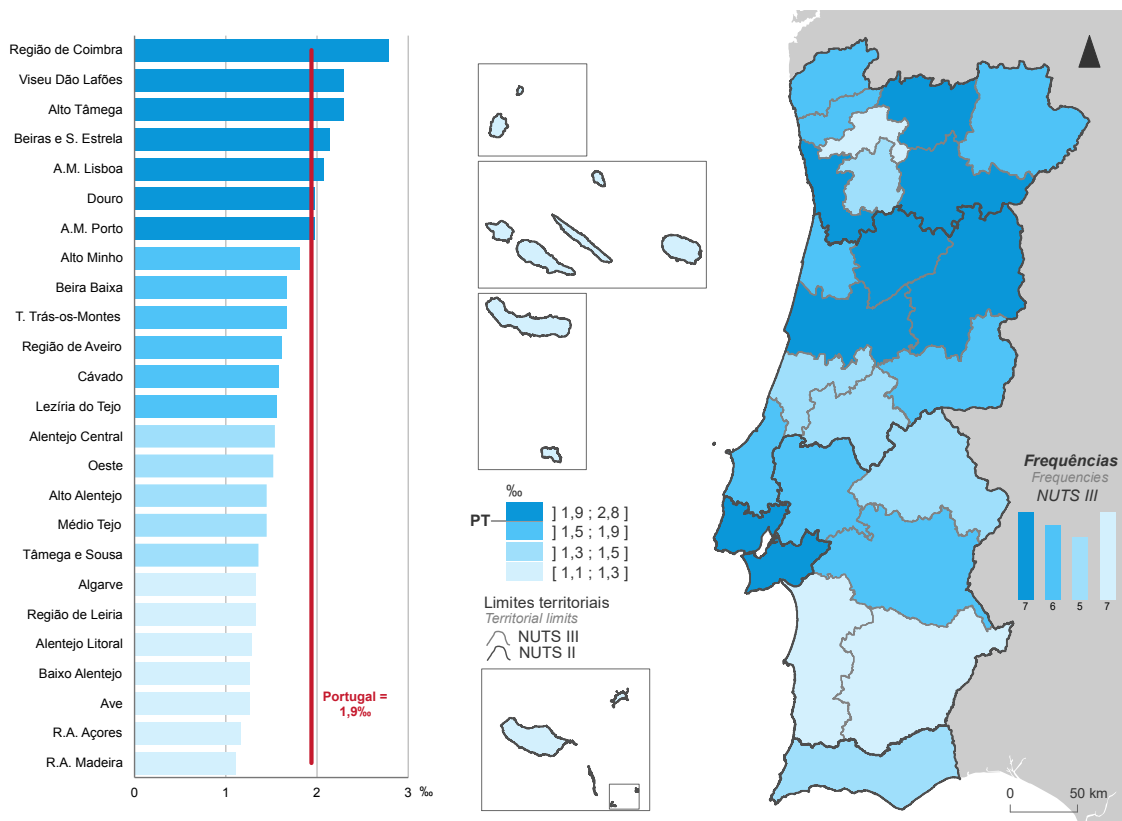 Região de Coimbra
Viseu Dão Lafões
Alto Tâmega
Beiras e S. Estrela
A.M. Lisboa
Douro
A.M. Porto
Alto Minho
Beira Baixa
T. Trás-os-Montes
Região de Aveiro
Cávado
Lezíria do Tejo
Alentejo Central
Oeste
Alto Alentejo
Médio Tejo
Tâmega e Sousa
Algarve
Região de Leiria
Alentejo Litoral
Baixo Alentejo
Ave
R.A. Açores
R.A. Madeira
0 1 2 3 ‰
Portugal =
1,9‰
‰
PT
] 1,9 ; 2,8 ]
] 1,5 ; 1,9 ]
] 1,3 ; 1,5 ]
[ 1,1 ; 1,3 ]
Limites territoriais
Territorial limits
NUTS III
NUTS II
Frequências
Frequencies
NUTS III
7 6 5 7
0 50 km